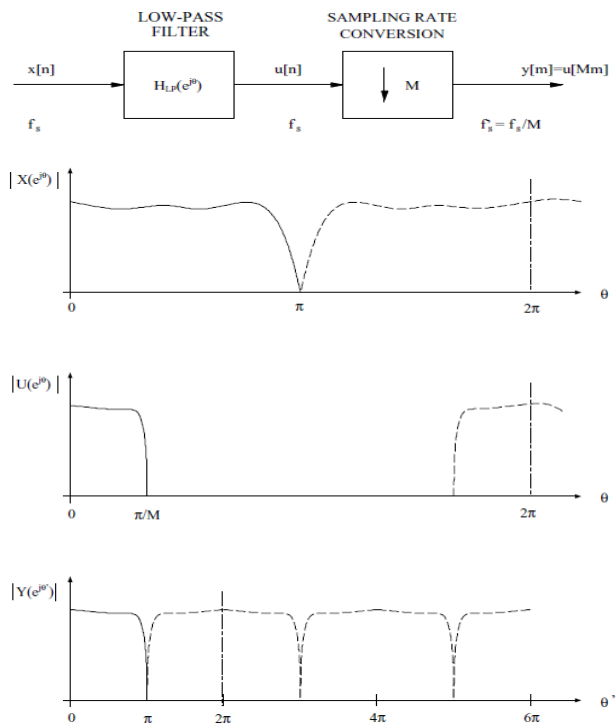 LOW-PASS
FILTER
SAMPLING RATE
CONVERSION
x[n]
H_LP(e^jθ)
u[n]
M
y[m]=u[Mm]
f_s
f_s
f'_s = f_s/M
|X(e^jθ)|
0
π
2π
θ
|U(e^jθ)|
0
π/M
2π
θ
|Y(e^jθ')|
0
π
2π
4π
6π
θ'